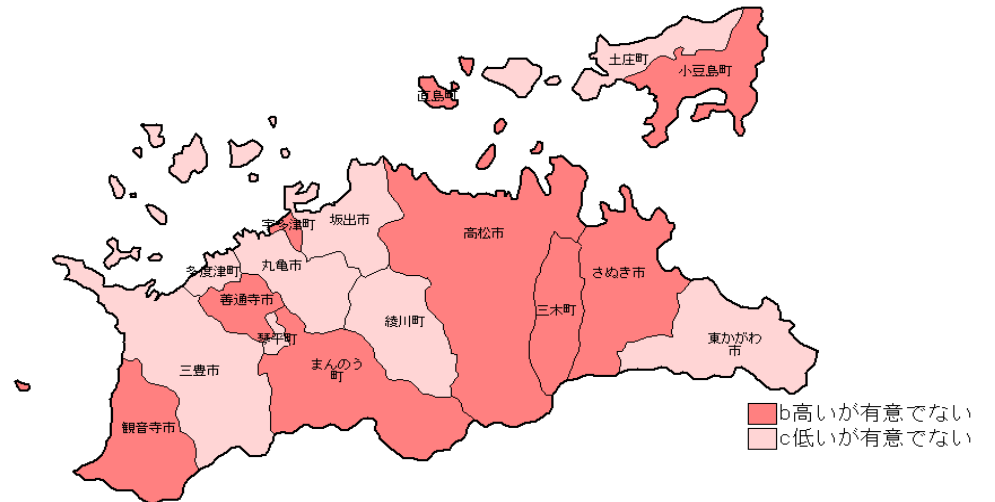 土庄町
小豆島町
直島町
宇多津町
坂出市
高松市
丸亀市
多度津町
さぬき市
善通寺市
三木町
綾川町
琴平町
東かがわ
市
まんのう
町
三豊市
観音寺市
b高いが有意でない
c低いが有意でない